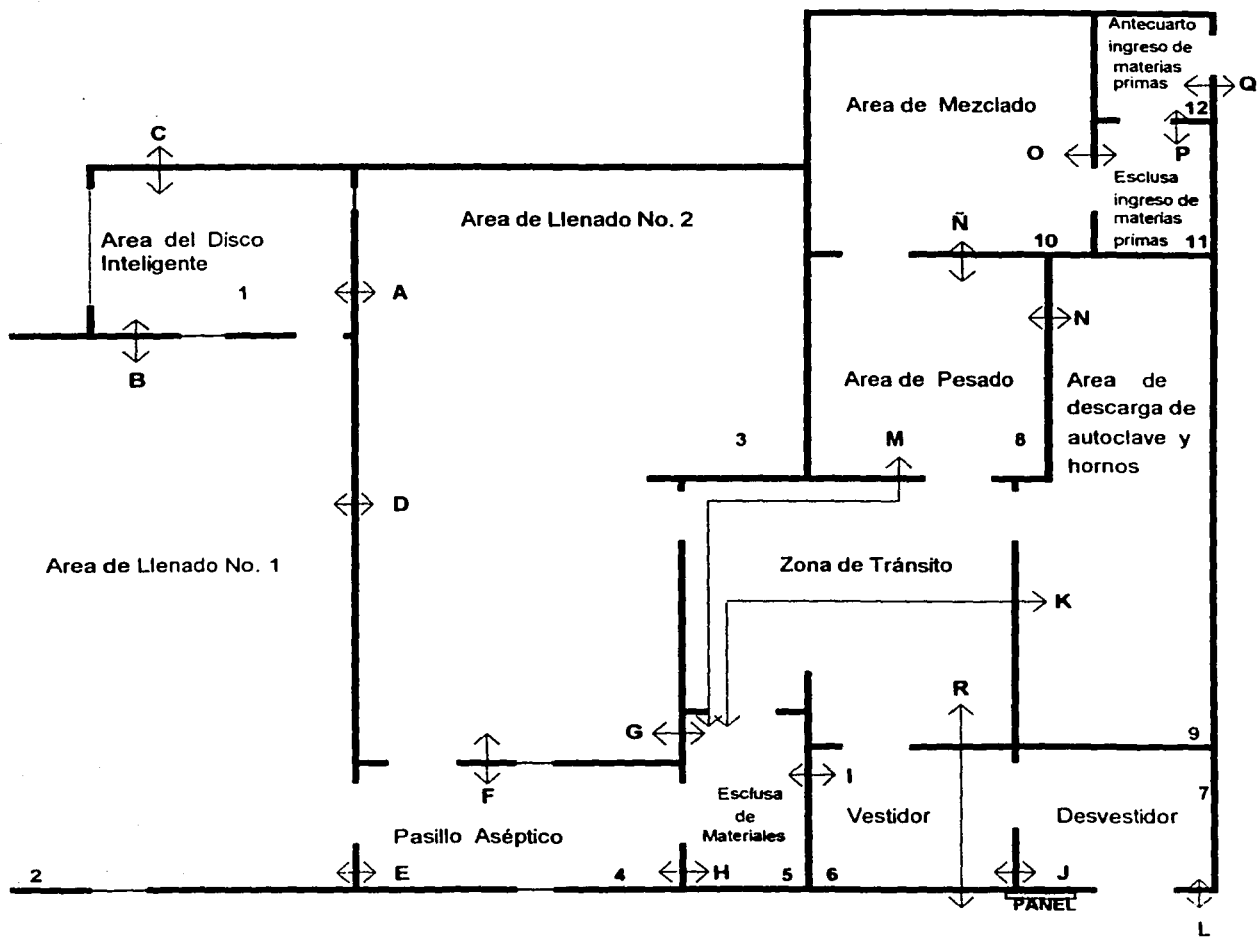 Antecuarto
ingreso de
materias
primas
Q
Area de Mezclado
12
C
O
P
Esclusa
ingreso de
materias
primas
Area de Llenado No. 2
Ñ
Area del Disco
Inteligente
10
11
1
A
N
B
Area de Pesado
Area de
descarga de
autoclave y
hornos
3
M
8
D
Area de Llenado No. 1
Zona de Tránsito
K
R
G
9
F
I
7
Esclusa
de
Materiales
Vestidor
Desvestidor
Pasillo Aséptico
2
E
4
H
5
6
J
PANEL
L